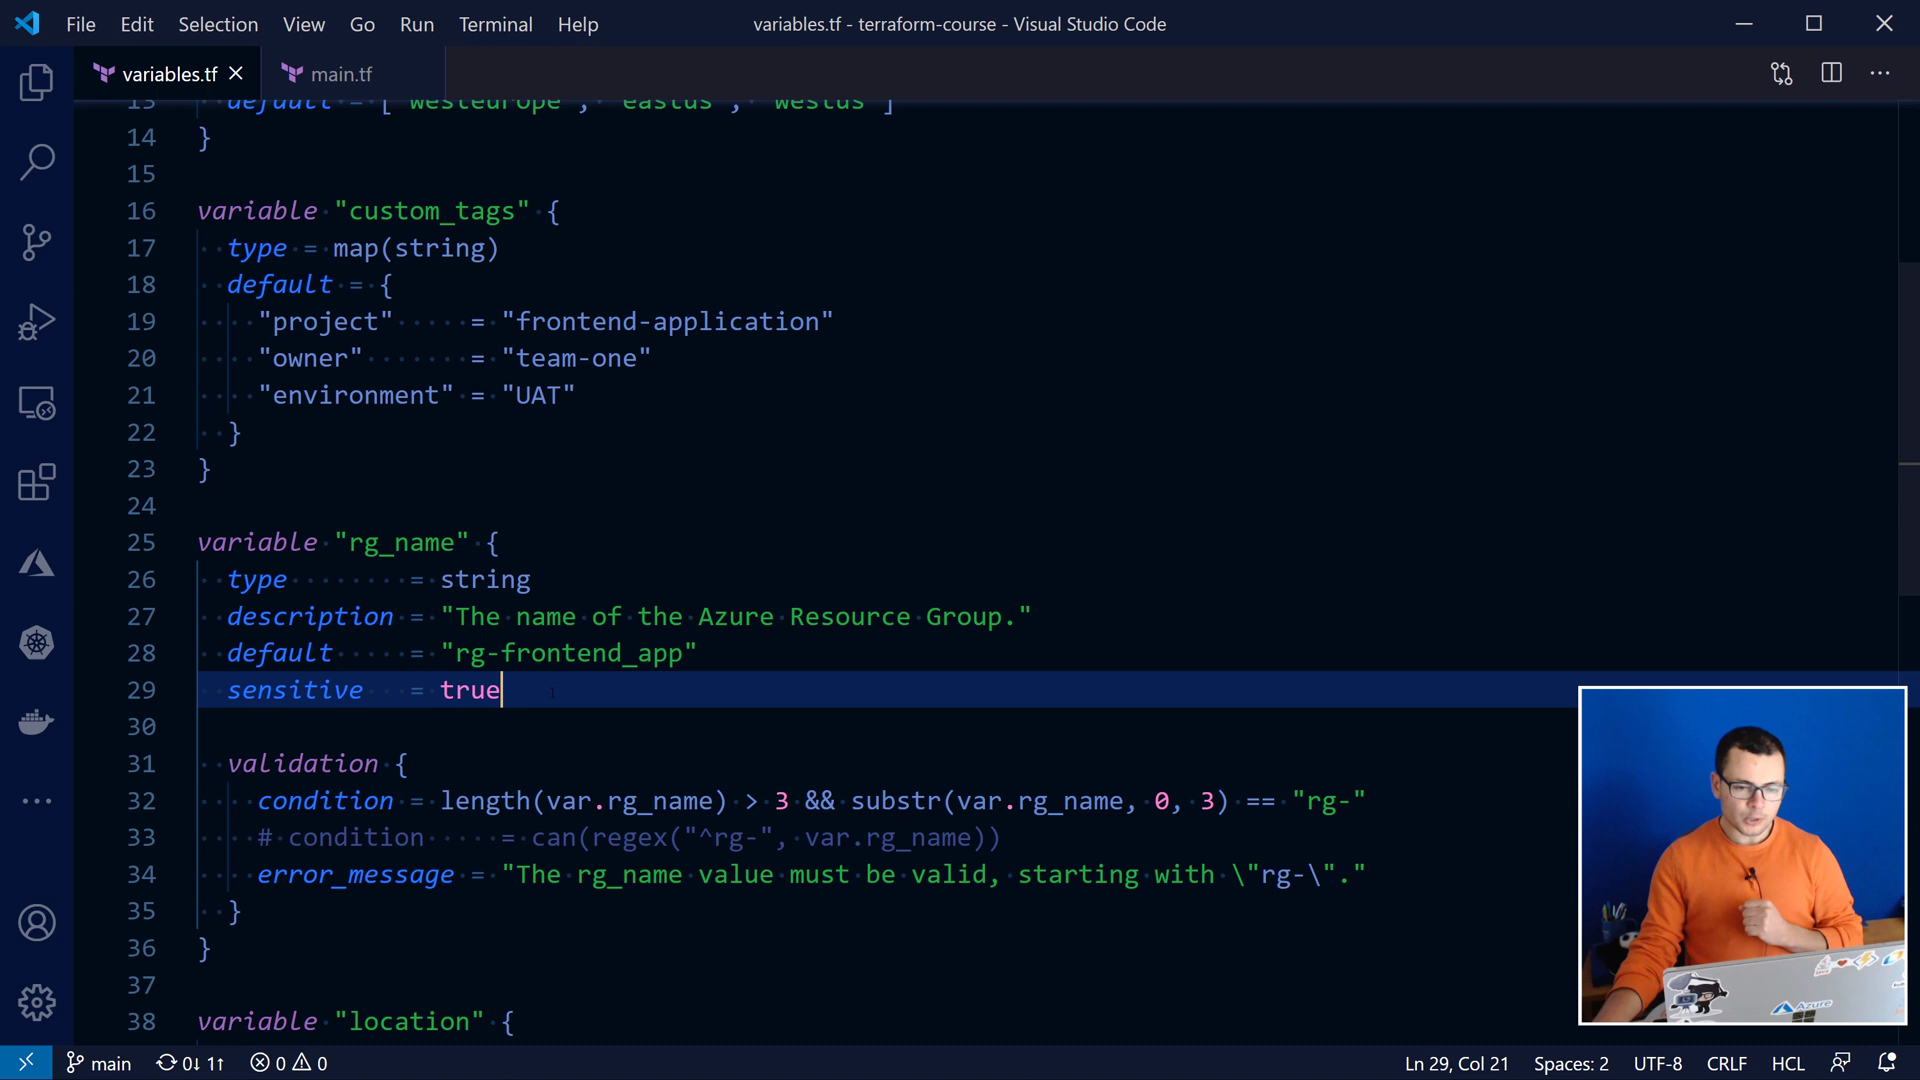 File Edit Selection View Go Run Terminal Help
variables.tf - terraform-course - Visual Studio Code
variables.tf main.tf
13 default = ["westeurope", "eastus", "westus"]
14 }
15
16 variable "custom_tags" {
17 type = map(string)
18 default = {
19 "project" = "frontend-application"
20 "owner" = "team-one"
21 "environment" = "UAT"
22 }
23 }
24
25 variable "rg_name" {
26 type = string
27 description = "The name of the Azure Resource Group."
28 default = "rg-frontend_app"
29 sensitive = true
30
31 validation {
32 condition = length(var.rg_name) > 3 && substr(var.rg_name, 0, 3) == "rg-"
33 # condition = can(regex("^rg-", var.rg_name))
34 error_message = "The rg_name value must be valid, starting with \"rg-\"."
35 }
36 }
37
38 variable "location" {
Azure
main 0↓ 1↑ 0 0 Ln 29, Col 21 Spaces: 2 UTF-8 CRLF HCL